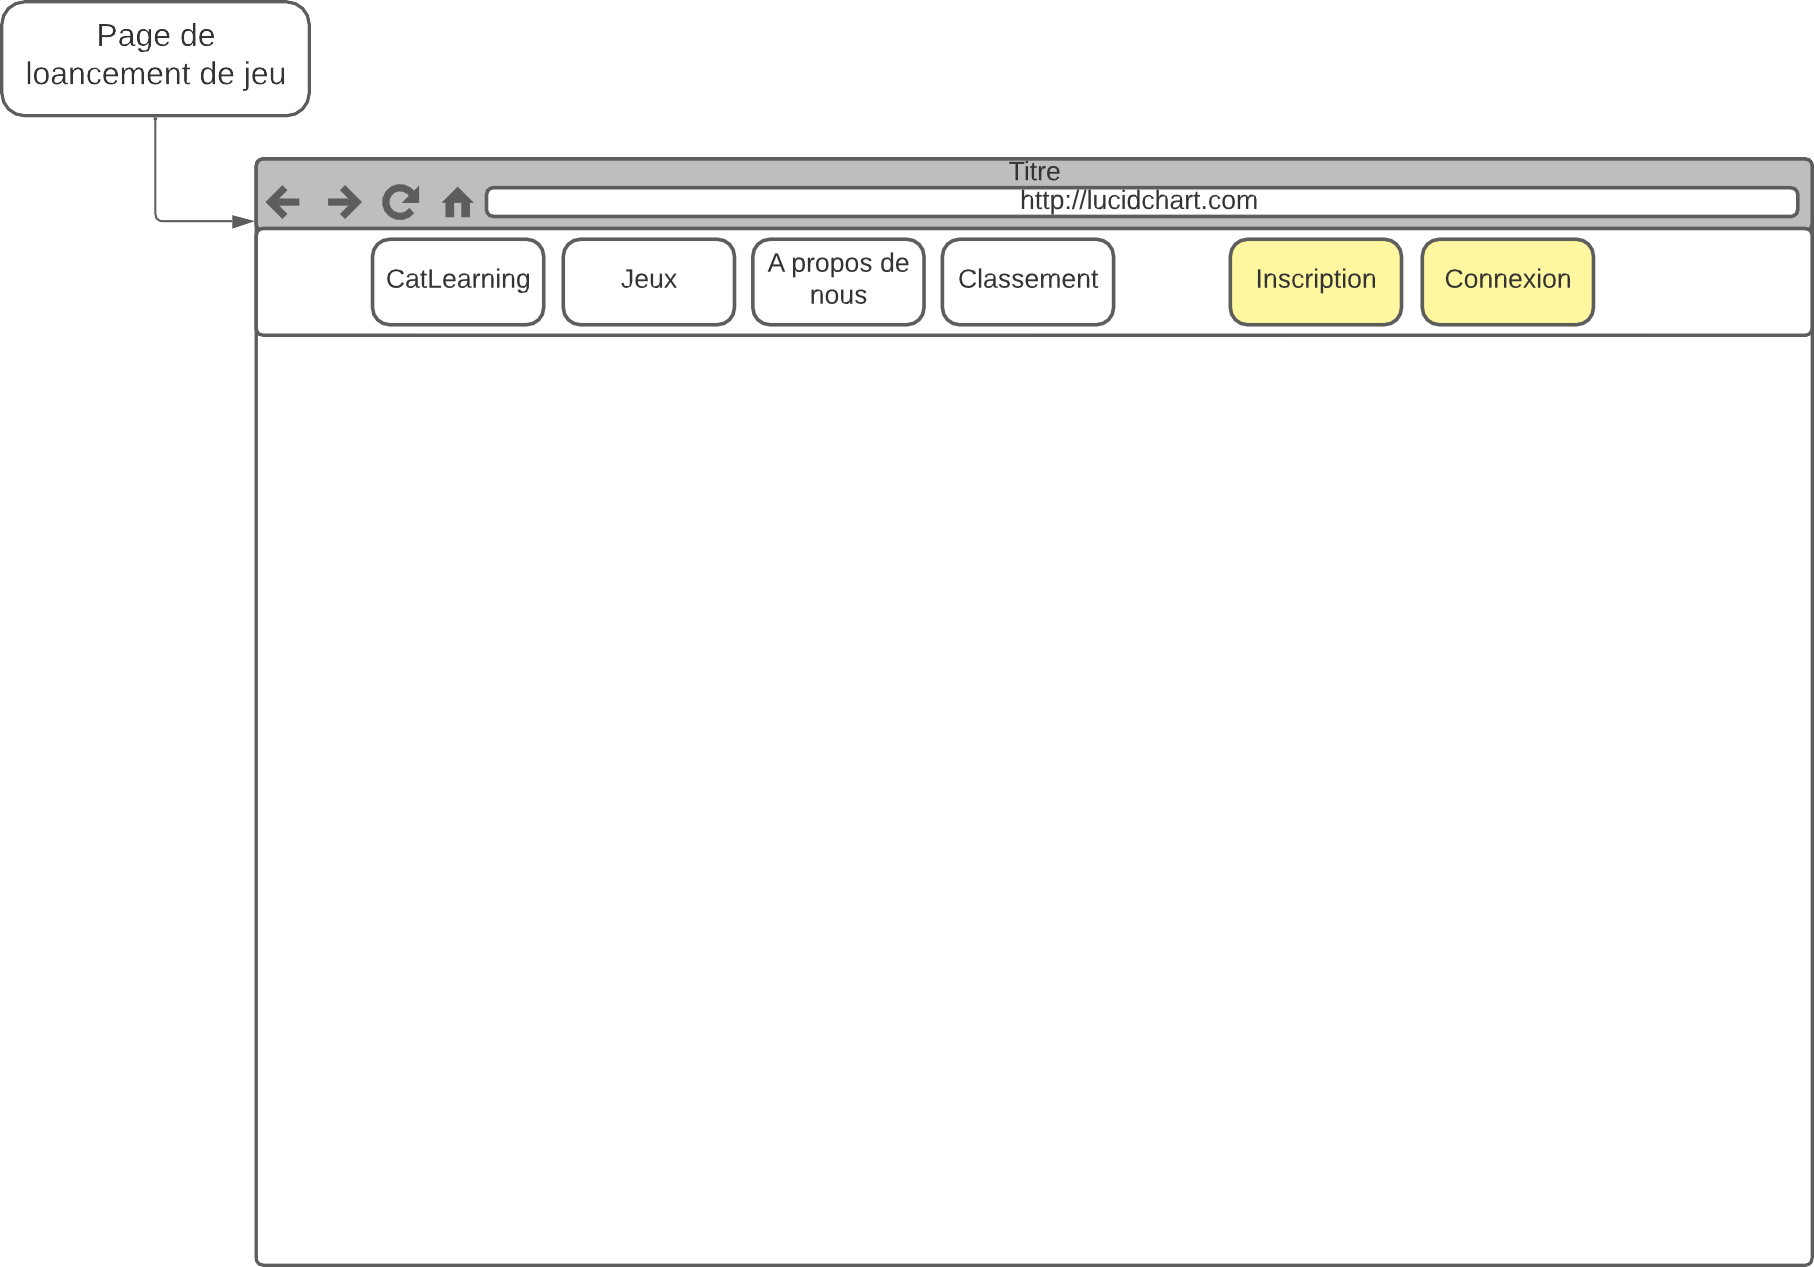 Page de
loancement de jeu
Titre
http://lucidchart.com
CatLearning
Jeux
A propos de
nous
Classement
Inscription
Connexion